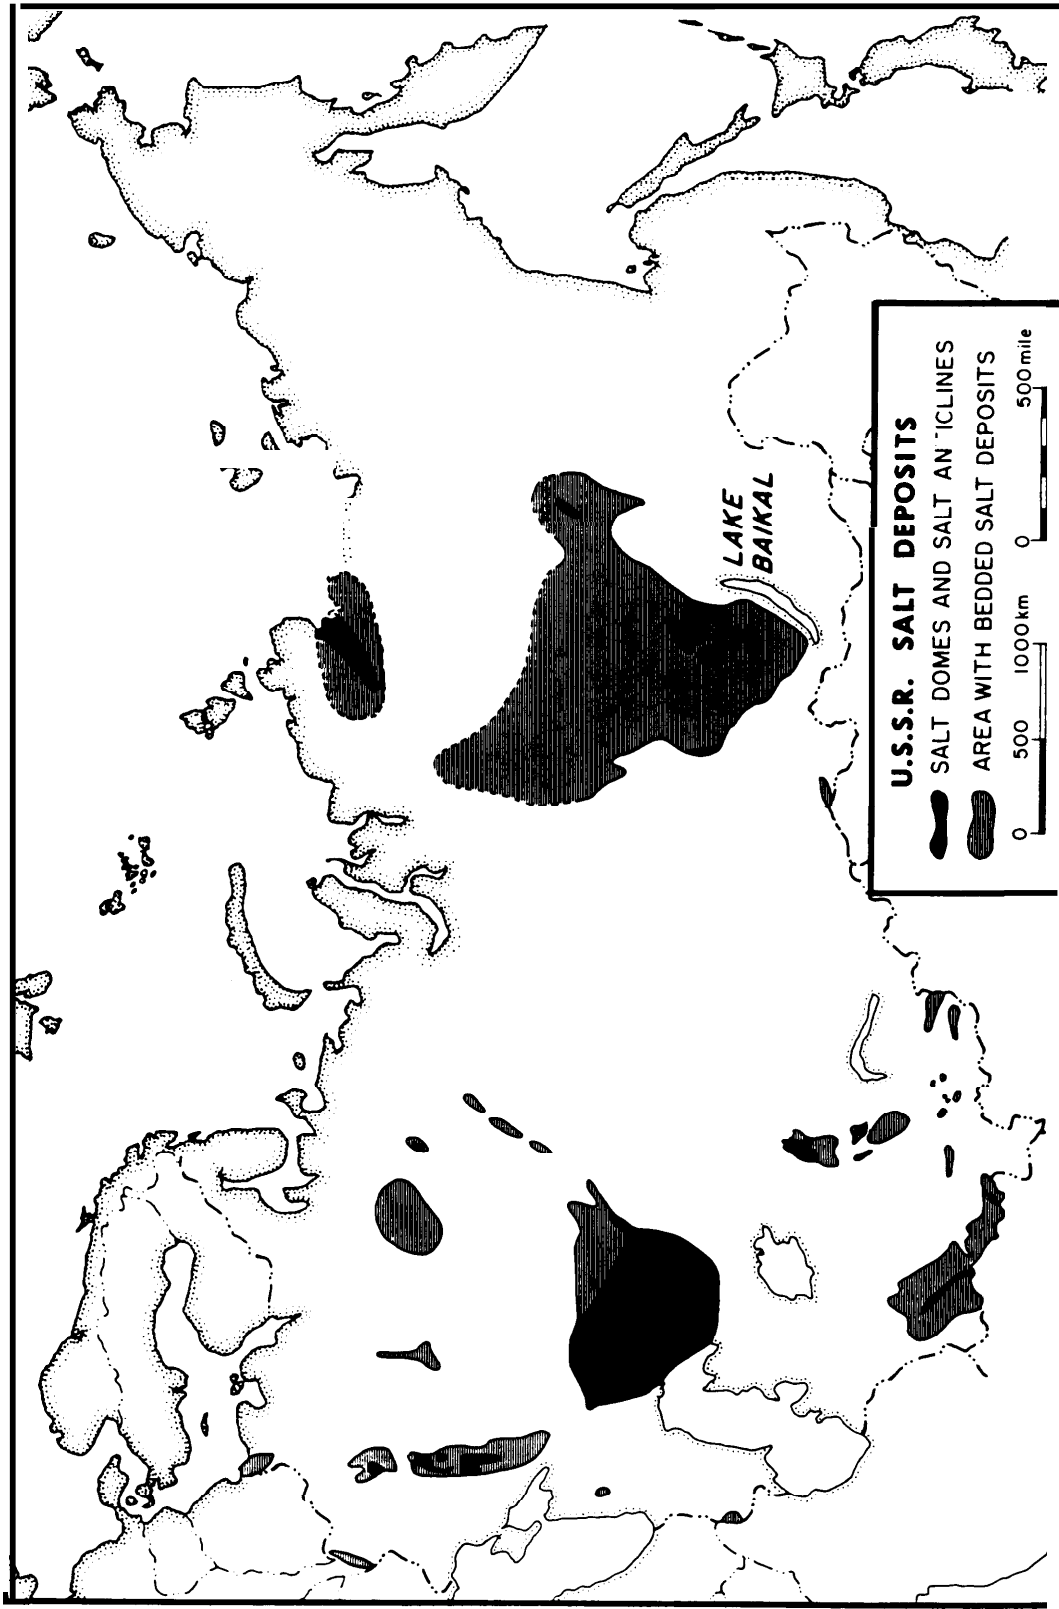 LAKE
BAIKAL
U.S.S.R. SALT DEPOSITS
SALT DOMES AND SALT AN ICLINES
AREA WITH BEDDED SALT DEPOSITS
0 500 1000 km 0 500 mile